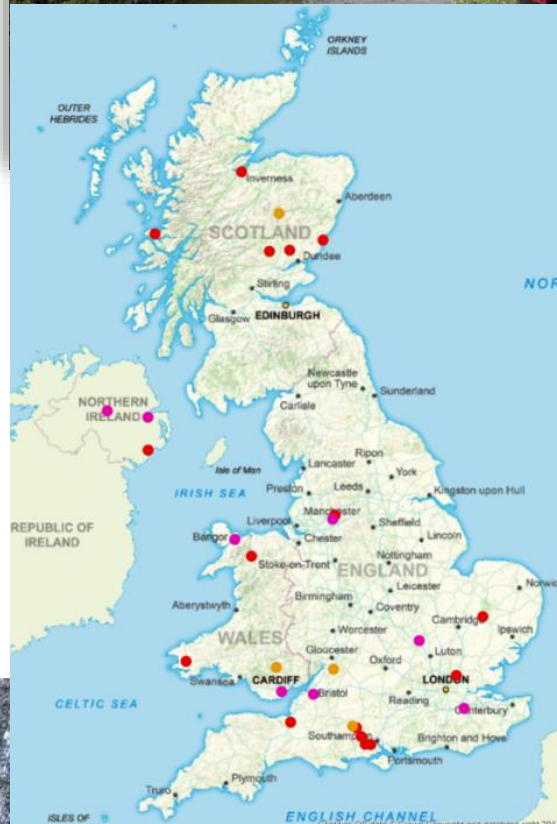 ORKNEY
ISLANDS
OUTER
HEBRIDES
Inverness
Aberdeen
SCOTLAND
Dundee
Stirling
NOR
Glasgow
EDINBURGH
Newcastle
upon Tyne
Sunderland
NORTHERN
IRELAND
Carlisle
Ripon
Isle of Man
Lancaster
York
IRISH SEA
Preston
Leeds
Kingston upon Hull
Manchester
REPUBLIC OF
IRELAND
Liverpool
Sheffield
Bangor
Chester
Lincoln
Stoke-on-Trent
Nottingham
ENGLAND
Leicester
Norwic
Birmingham
Coventry
Aberystwyth
Cambridge
WALES
Worcester
Ipswich
Gloucester
Luton
Oxford
Swansea
CARDIFF
LONDON
CELTIC SEA
Bristol
Reading
Canterbury
Southampton
Brighton and Hove
Portsmouth
Plymouth
Truro
ISLES OF
ENGLISH CHANNEL